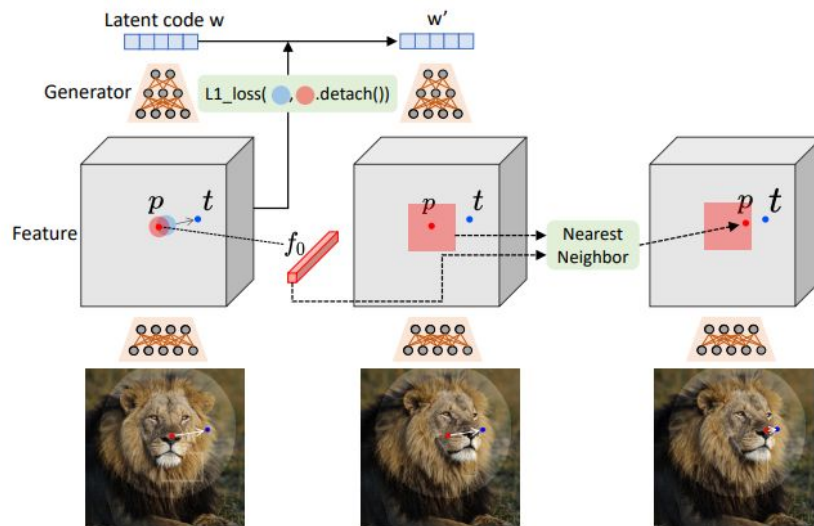 Latent code w
w'
Generator
L1_loss( , .detach())
Feature
p
t
f0
p
t
Nearest
Neighbor
p
t